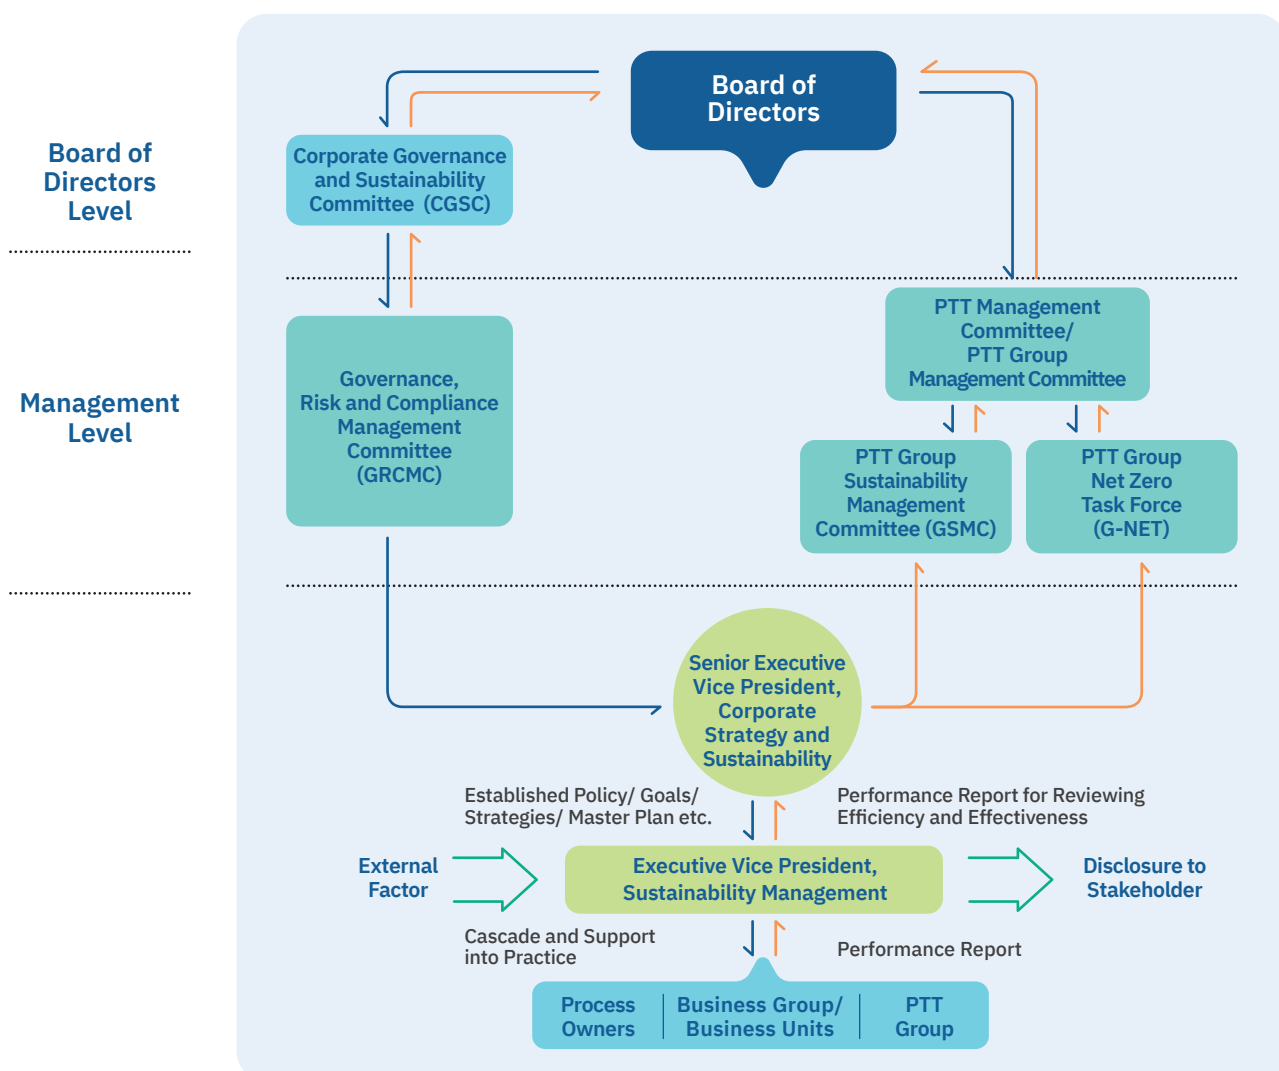 Board of
Directors
Board of
Directors
Level
Corporate Governance
and Sustainability
Committee (CGSC)
Management
Level
Governance,
Risk and Compliance
Management
Committee
(GRCMC)
PTT Management
Committee/
PTT Group
Management Committee
PTT Group
Sustainability
Management
Committee (GSMC)
PTT Group
Net Zero
Task Force
(G-NET)
Senior Executive
Vice President,
Corporate
Strategy and
Sustainability
Established Policy/ Goals/
Strategies/ Master Plan etc.
Performance Report for Reviewing
Efficiency and Effectiveness
External
Factor
Executive Vice President,
Sustainability Management
Disclosure to
Stakeholder
Cascade and Support
into Practice
Performance Report
Process
Owners
Business Group/
Business Units
PTT
Group